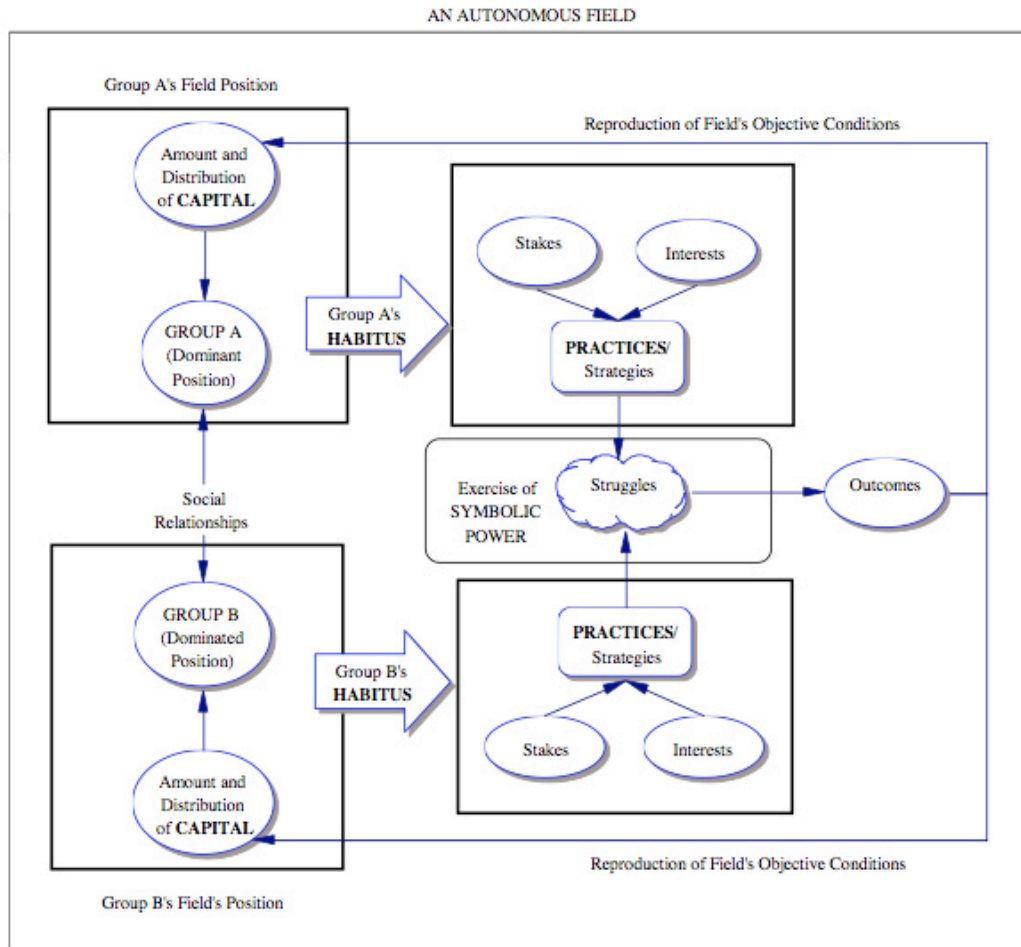 AN AUTONOMOUS FIELD
Group A's Field Position
Reproduction of Field's Objective Conditions
Amount and
Distribution
of CAPITAL
Stakes
Interests
GROUP A
(Dominant
Position)
Group A's
HABITUS
PRACTICES/
Strategies
Social
Relationships
Exercise of
SYMBOLIC
POWER
Struggles
Outcomes
GROUP B
(Dominated
Position)
Group B's
HABITUS
PRACTICES/
Strategies
Stakes
Interests
Amount and
Distribution
of CAPITAL
Reproduction of Field's Objective Conditions
Group B's Field's Position